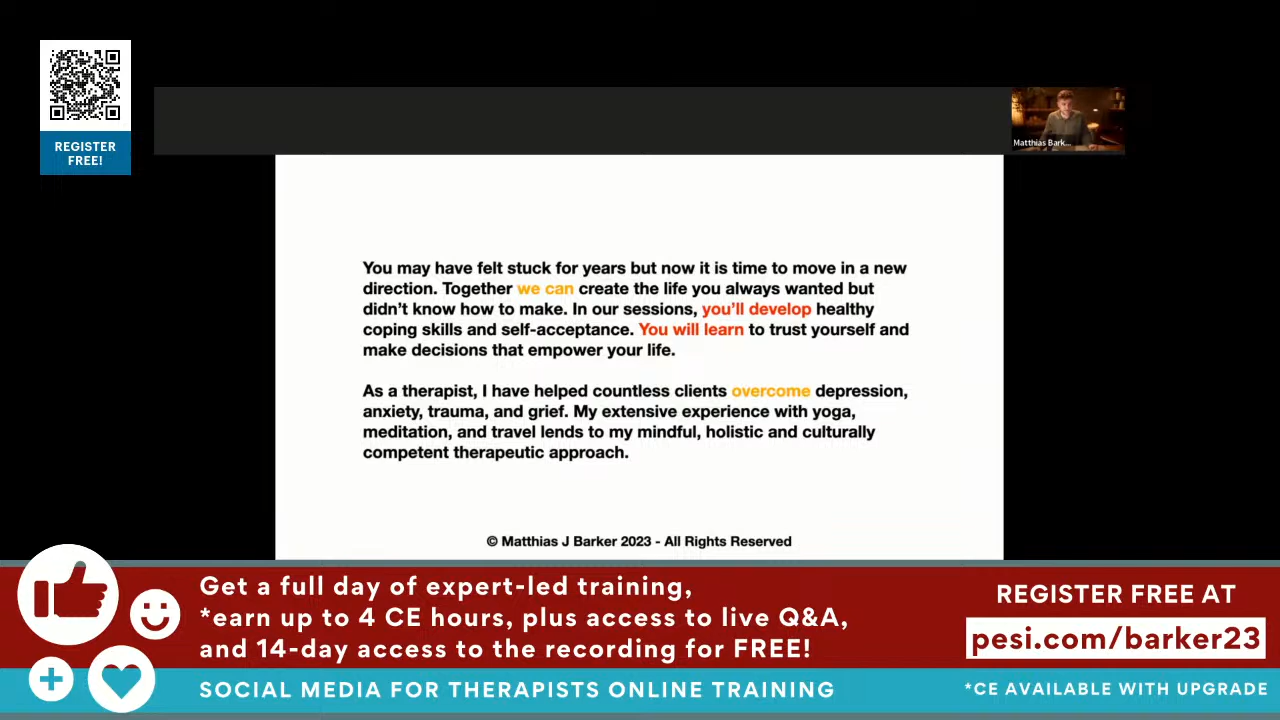 REGISTER
FREE!
Matthias Bark...
You may have felt stuck for years but now it is time to move in a new
direction. Together we can create the life you always wanted but
didn't know how to make. In our sessions, you'll develop healthy
coping skills and self-acceptance. You will learn to trust yourself and
make decisions that empower your life.
As a therapist, I have helped countless clients overcome depression,
anxiety, trauma, and grief. My extensive experience with yoga,
meditation, and travel lends to my mindful, holistic and culturally
competent therapeutic approach.
© Matthias J Barker 2023 - All Rights Reserved
Get a full day of expert-led training,
*earn up to 4 CE hours, plus access to live Q&A,
and 14-day access to the recording for FREE!
REGISTER FREE AT
pesi.com/barker23
SOCIAL MEDIA FOR THERAPISTS ONLINE TRAINING
*CE AVAILABLE WITH UPGRADE